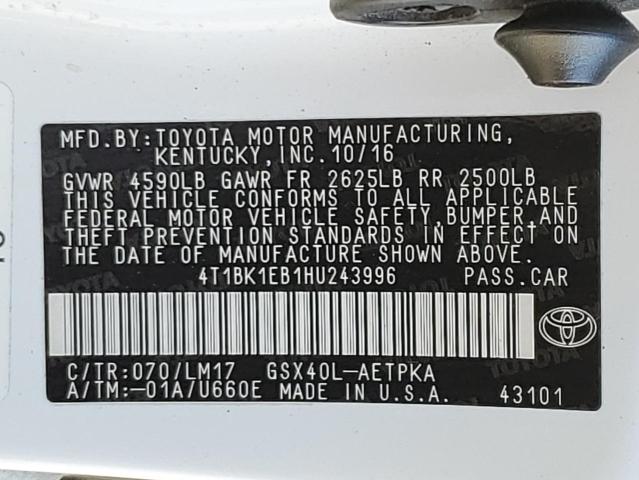 MFD.BY:TOYOTA MOTOR MANUFACTURING,
KENTUCKY,INC.10/16
GVWR 4590LB GAWR FR 2625LB RR 2500LB
THIS VEHICLE CONFORMS TO ALL APPLICABLE
FEDERAL MOTOR VEHICLE SAFETY,BUMPER,AND
THEFT PREVENTION STANDARDS IN EFFECT ON
THE DATE OF MANUFACTURE SHOWN ABOVE.
4T1BK1EB1HU243996 PASS.CAR
C/TR:070/LM17 GSX40L-AETPKA
A/TM:-01A/U660E MADE IN U.S.A. 43101